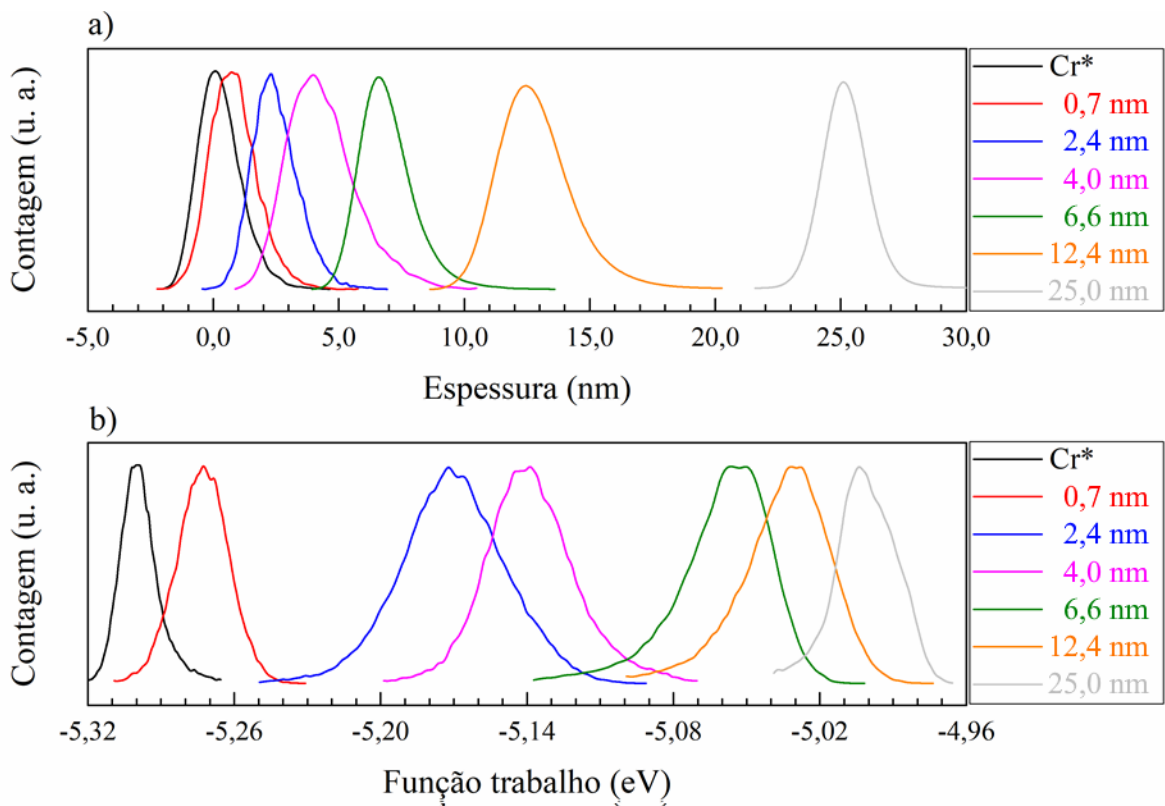 a)
Contagem (u. a.)
Cr*
0,7 nm
2,4 nm
4,0 nm
6,6 nm
12,4 nm
25,0 nm
-5,0 0,0 5,0 10,0 15,0 20,0 25,0 30,0
Espessura (nm)
b)
Contagem (u. a.)
Cr*
0,7 nm
2,4 nm
4,0 nm
6,6 nm
12,4 nm
25,0 nm
-5,32 -5,26 -5,20 -5,14 -5,08 -5,02 -4,96
Função trabalho (eV)